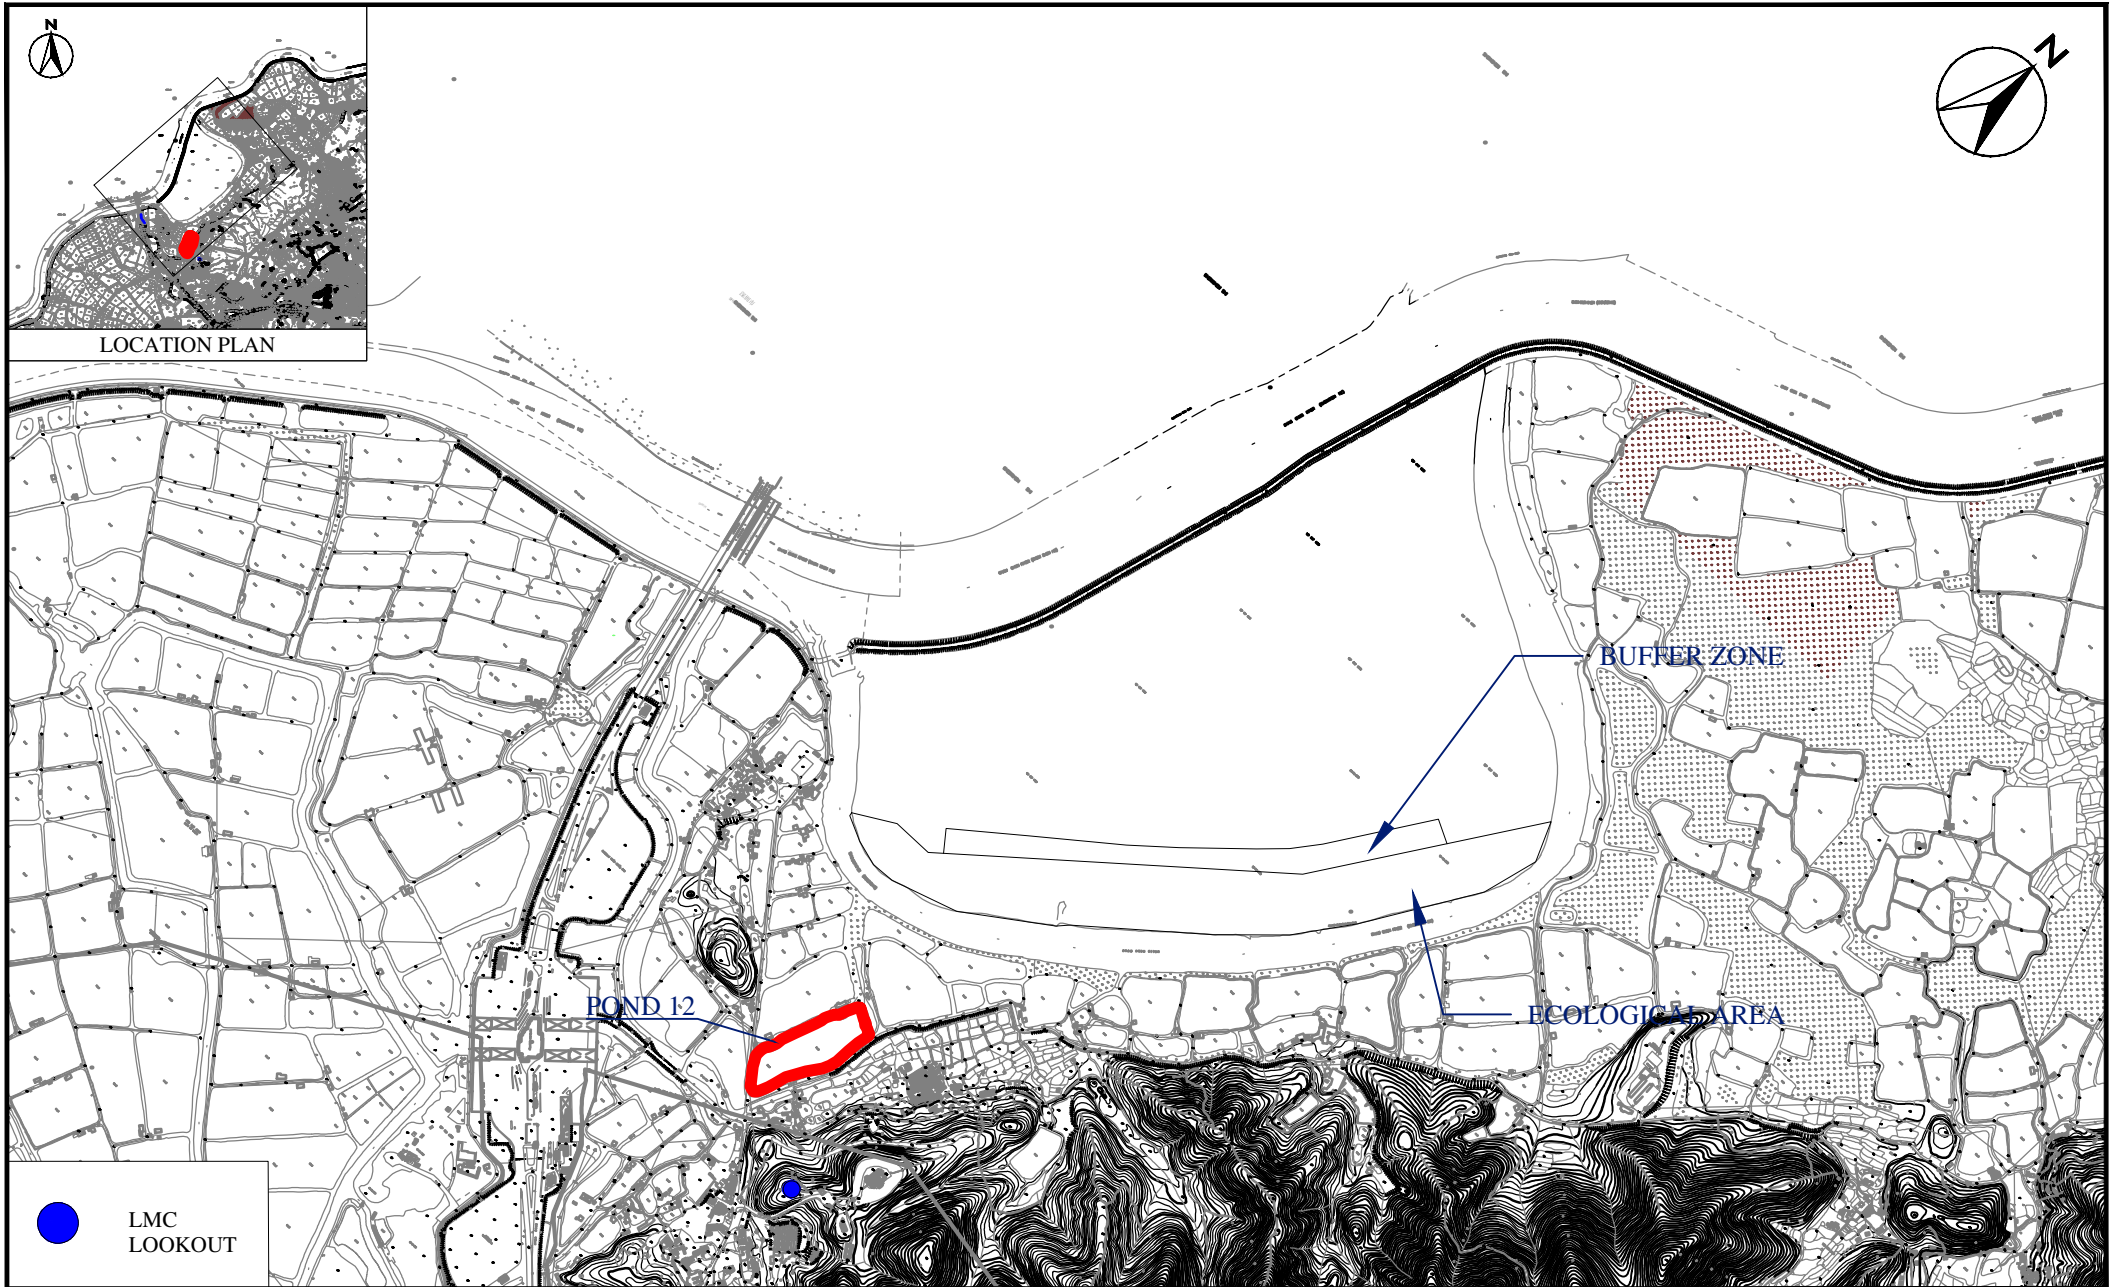 N
N
LOCATION PLAN
BUFFER ZONE
POND 12
ECOLOGICAL AREA
LMC
LOOKOUT